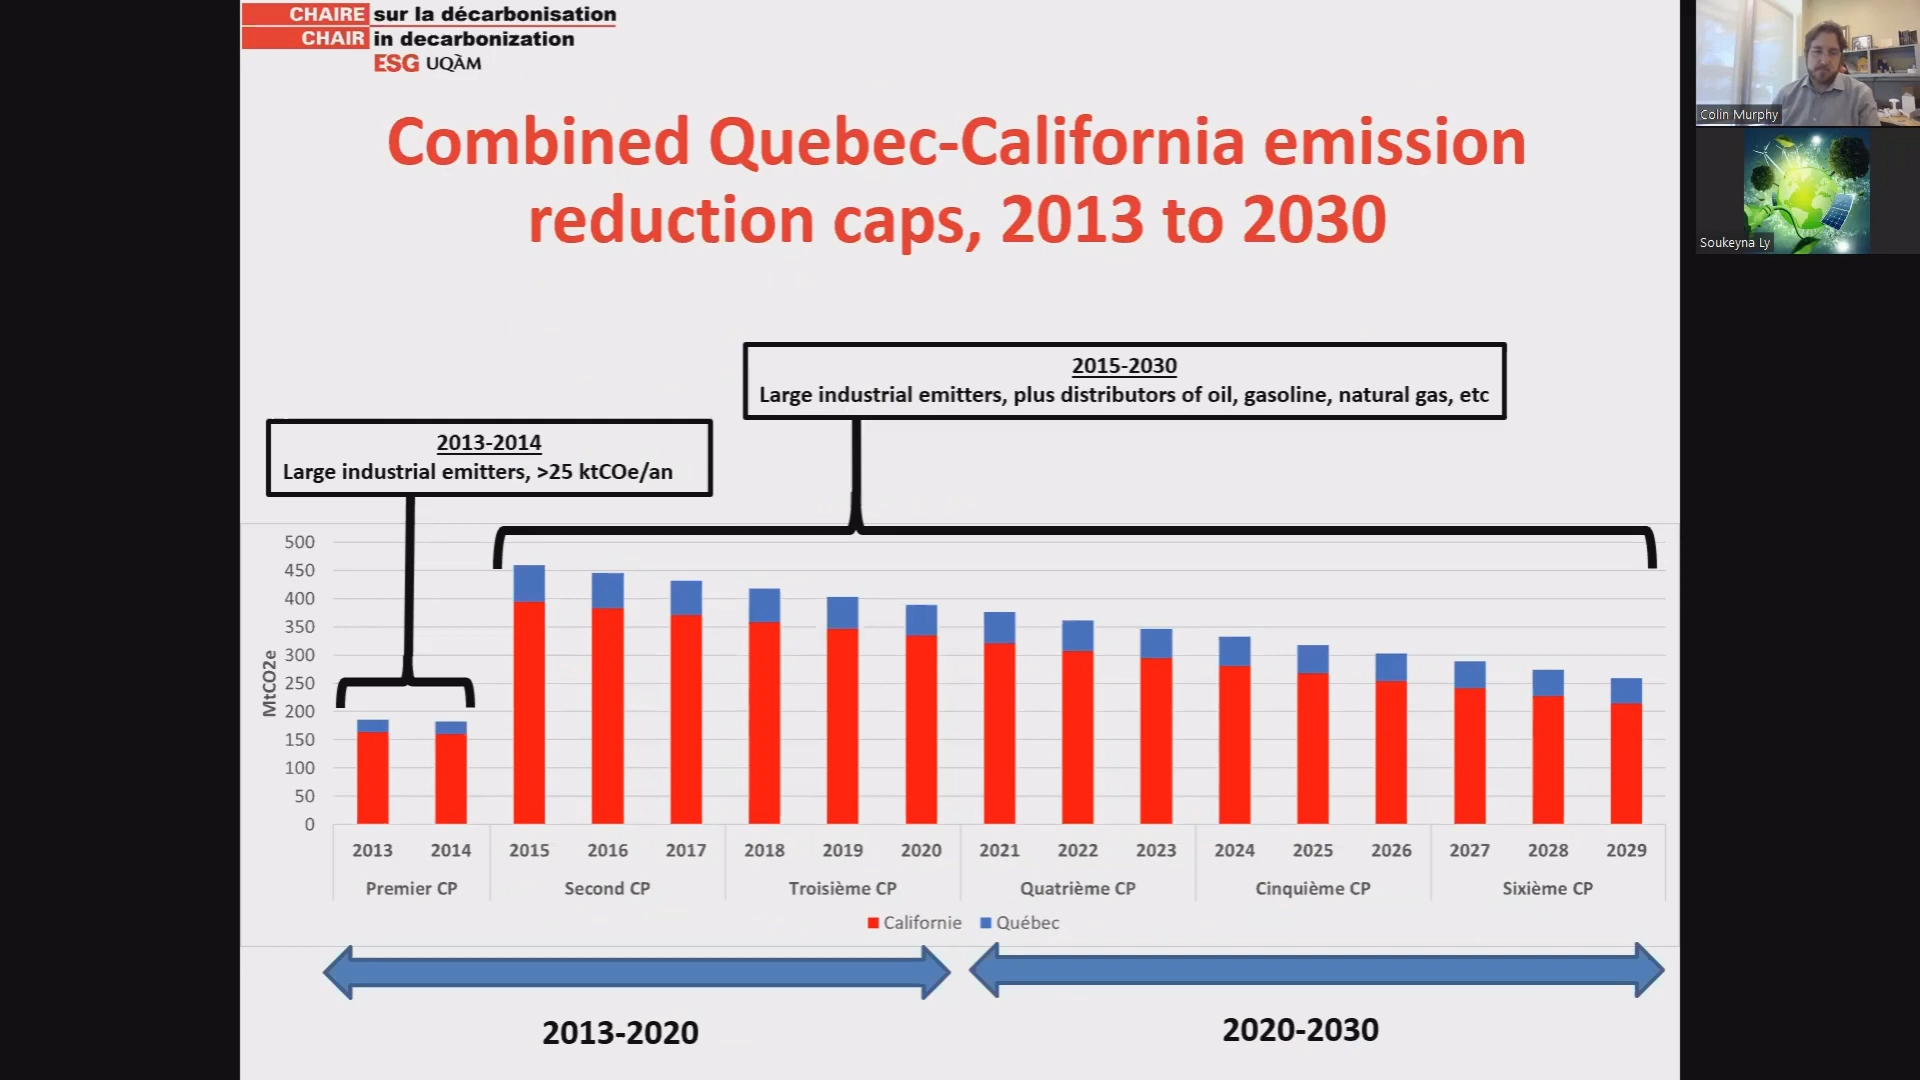 CHAIRE sur la décarbonisation
CHAIR in decarbonization
ESG UQÀM
Combined Quebec-California emission
reduction caps, 2013 to 2030
2015-2030
Large industrial emitters, plus distributors of oil, gasoline, natural gas, etc
2013-2014
Large industrial emitters, >25 ktCOe/an
MtCO2e
500
450
400
350
300
250
200
150
100
50
0
2013 2014 2015 2016 2017 2018 2019 2020 2021 2022 2023 2024 2025 2026 2027 2028 2029
Premier CP Second CP Troisième CP Quatrième CP Cinquième CP Sixième CP
Californie Québec
2013-2020
2020-2030
Colin Murphy
Soukeyna Ly